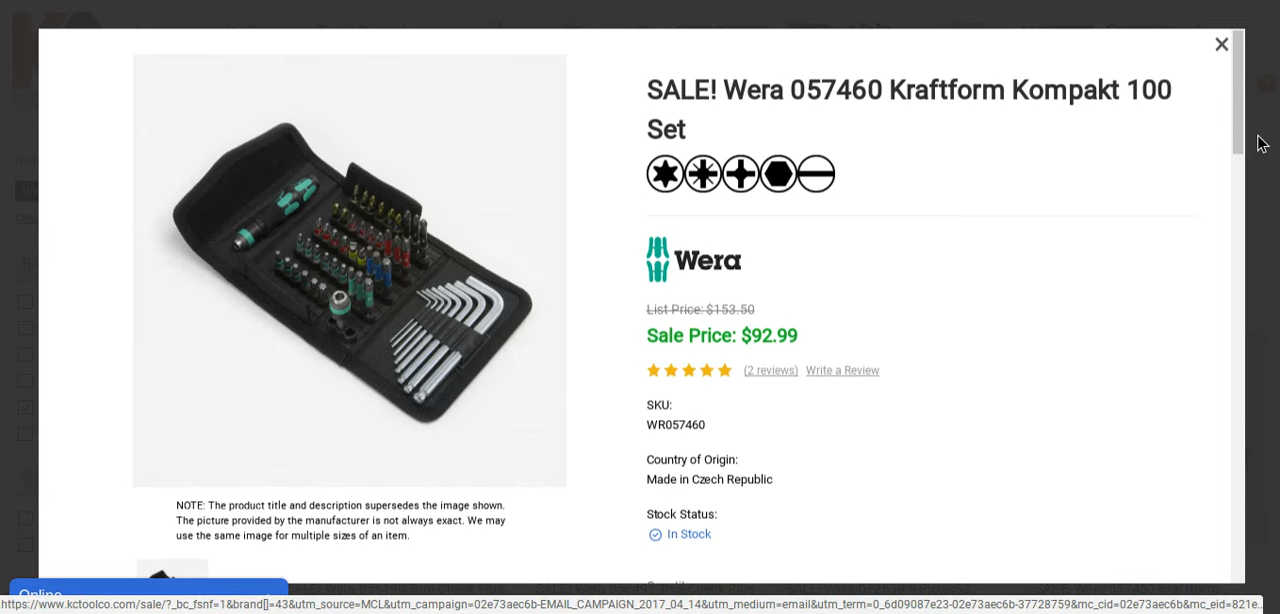 SALE! Wera 057460 Kraftform Kompakt 100
Set
Wera
List Price: $153.50
Sale Price: $92.99
(2 reviews) Write a Review
SKU:
WR057460
Country of Origin:
Made in Czech Republic
Stock Status:
In Stock
NOTE: The product title and description supersedes the image shown.
The picture provided by the manufacturer is not always exact. We may
use the same image for multiple sizes of an item.
Online
https://www.kctoolco.com/sale/?_bc_fsnf=1&brand[]=43&utm_source=MCL&utm_campaign=02e73aec6b-EMAIL_CAMPAIGN_2017_04_14&utm_medium=email&utm_term=0_6d09087e23-02e73aec6b-37728759&mc_cid=02e73aec6b&mc_eid=821e...